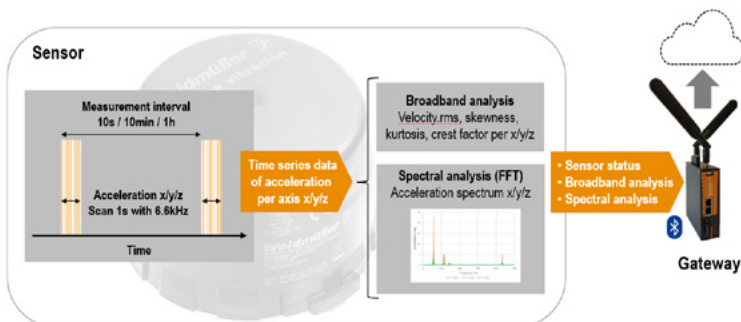 Sensor
Measurement interval
10s / 10min / 1h
Acceleration x/y/z
Scan 1s with 6.6kHz
Time
Time series data
of acceleration
per axis x/y/z
Broadband analysis
Velocity.rms, skewness,
kurtosis, crest factor per x/y/z
Spectral analysis (FFT)
Acceleration spectrum x/y/z
• Sensor status
• Broadband analysis
• Spectral analysis
Gateway